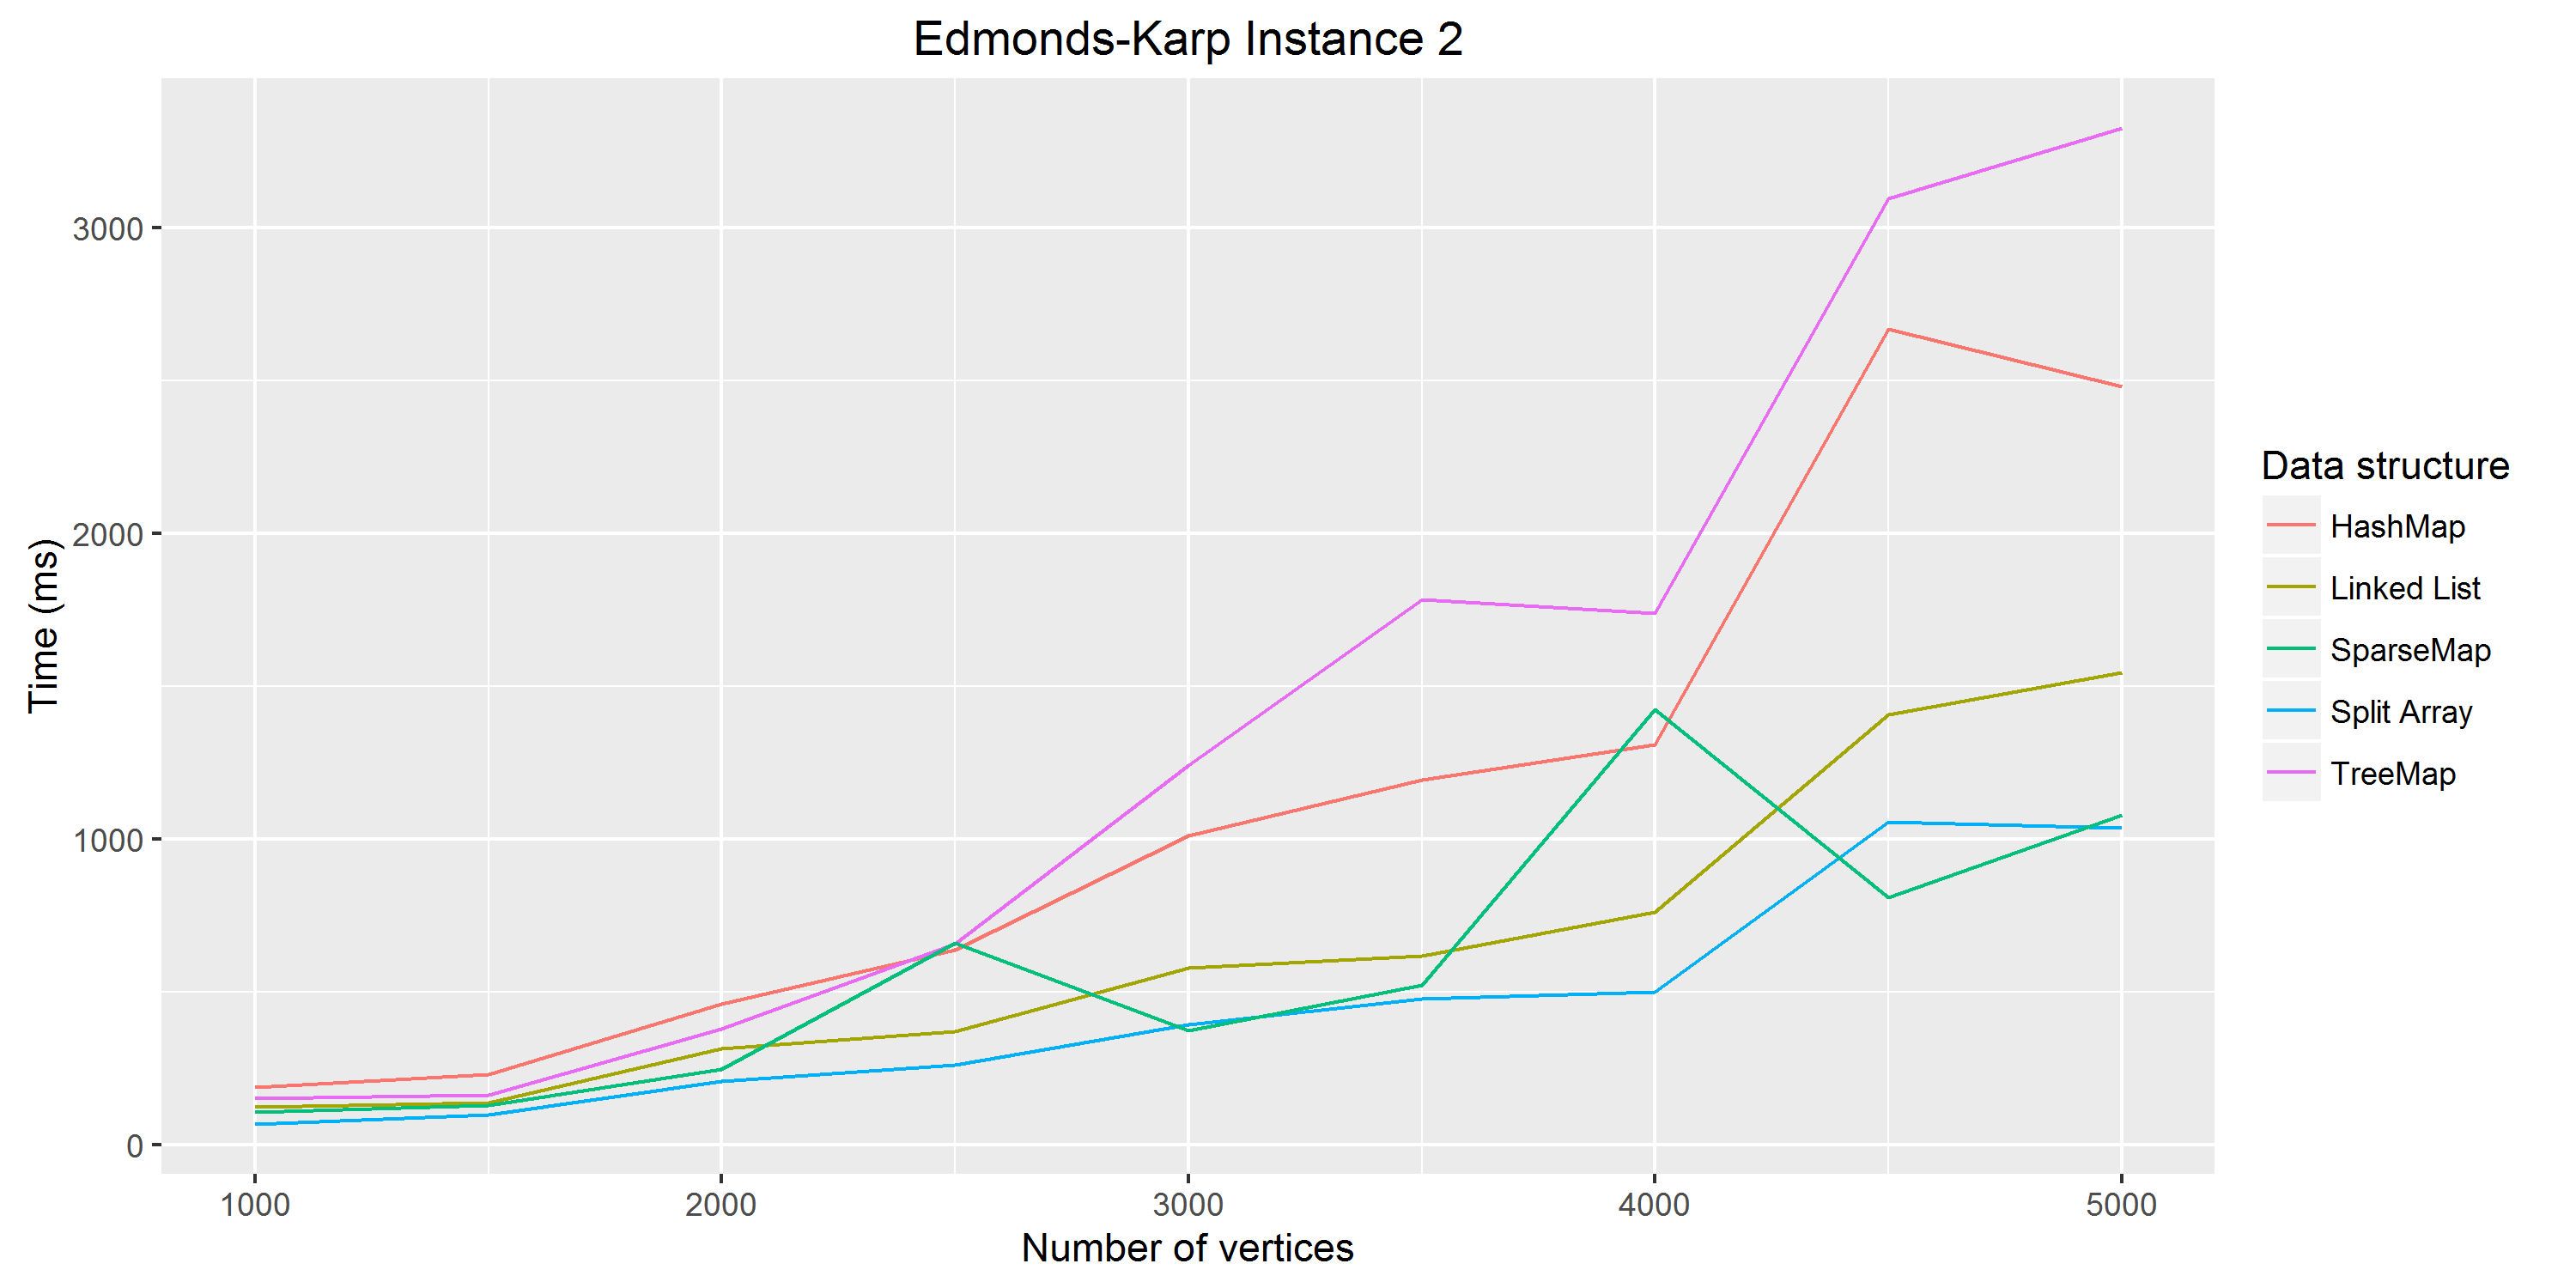 Edmonds-Karp Instance 2
3000
2000
1000
0
Time (ms)
1000 2000 3000 4000 5000
Number of vertices
Data structure
HashMap
Linked List
SparseMap
Split Array
TreeMap